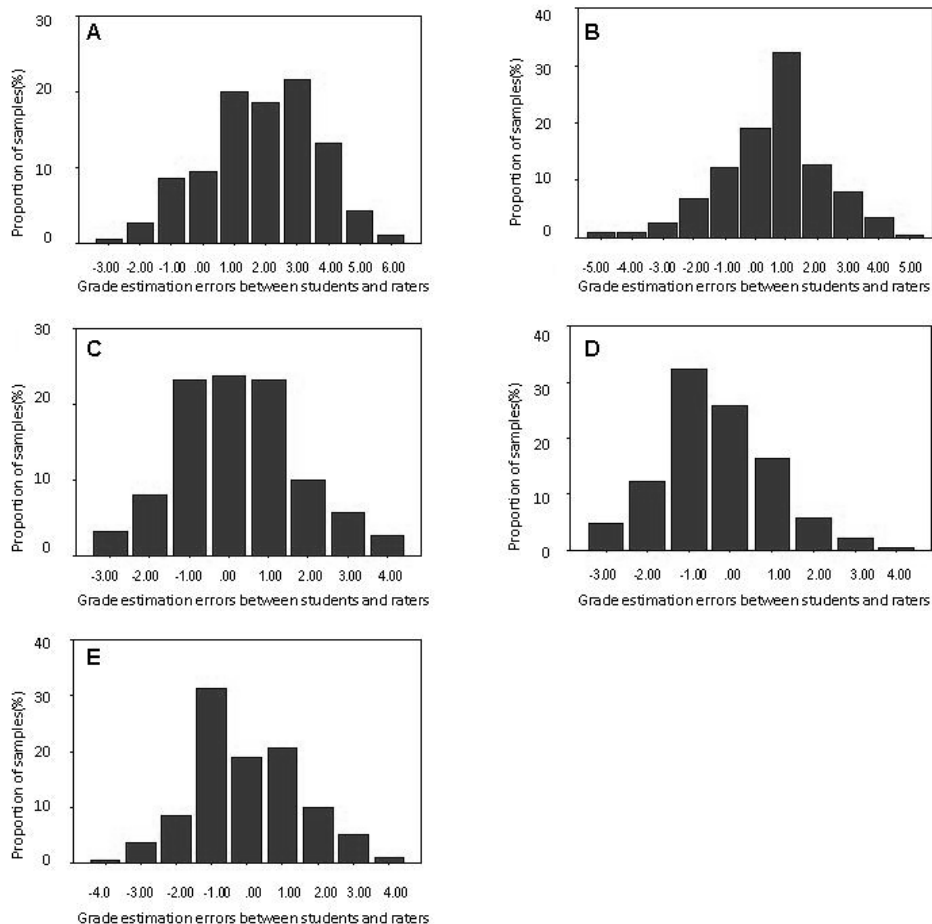 A
Proportion of samples(%)
30
20
10
0
-3.00 -2.00 -1.00 .00 1.00 2.00 3.00 4.00 5.00 6.00
Grade estimation errors between students and raters
B
Proportion of samples(%)
40
30
20
10
0
-5.00 -4.00 -3.00 -2.00 -1.00 .00 1.00 2.00 3.00 4.00 5.00
Grade estimation errors between students and raters
C
Proportion of samples(%)
30
20
10
0
-3.00 -2.00 -1.00 .00 1.00 2.00 3.00 4.00
Grade estimation errors between students and raters
D
Proportion of samples(%)
40
30
20
10
0
-3.00 -2.00 -1.00 .00 1.00 2.00 3.00 4.00
Grade estimation errors between students and raters
E
Proportion of samples(%)
40
30
20
10
0
-4.0 -3.00 -2.00 -1.00 .00 1.00 2.00 3.00 4.00
Grade estimation errors between students and raters